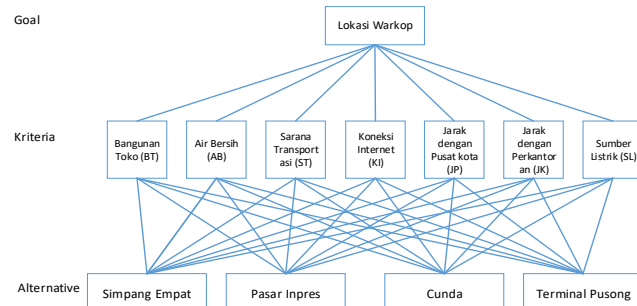 Goal
Lokasi Warkop
Kriteria
Bangunan
Toko (BT)
Air Bersih
(AB)
Sarana
Transport
asi (ST)
Koneksi
Internet (KI)
Jarak
dengan
Pusat kota
(JP)
Jarak
dengan
Perkantor
an (JK)
Sumber
Listrik (SL)
Alternative
Simpang Empat
Pasar Inpres
Cunda
Terminal Pusong